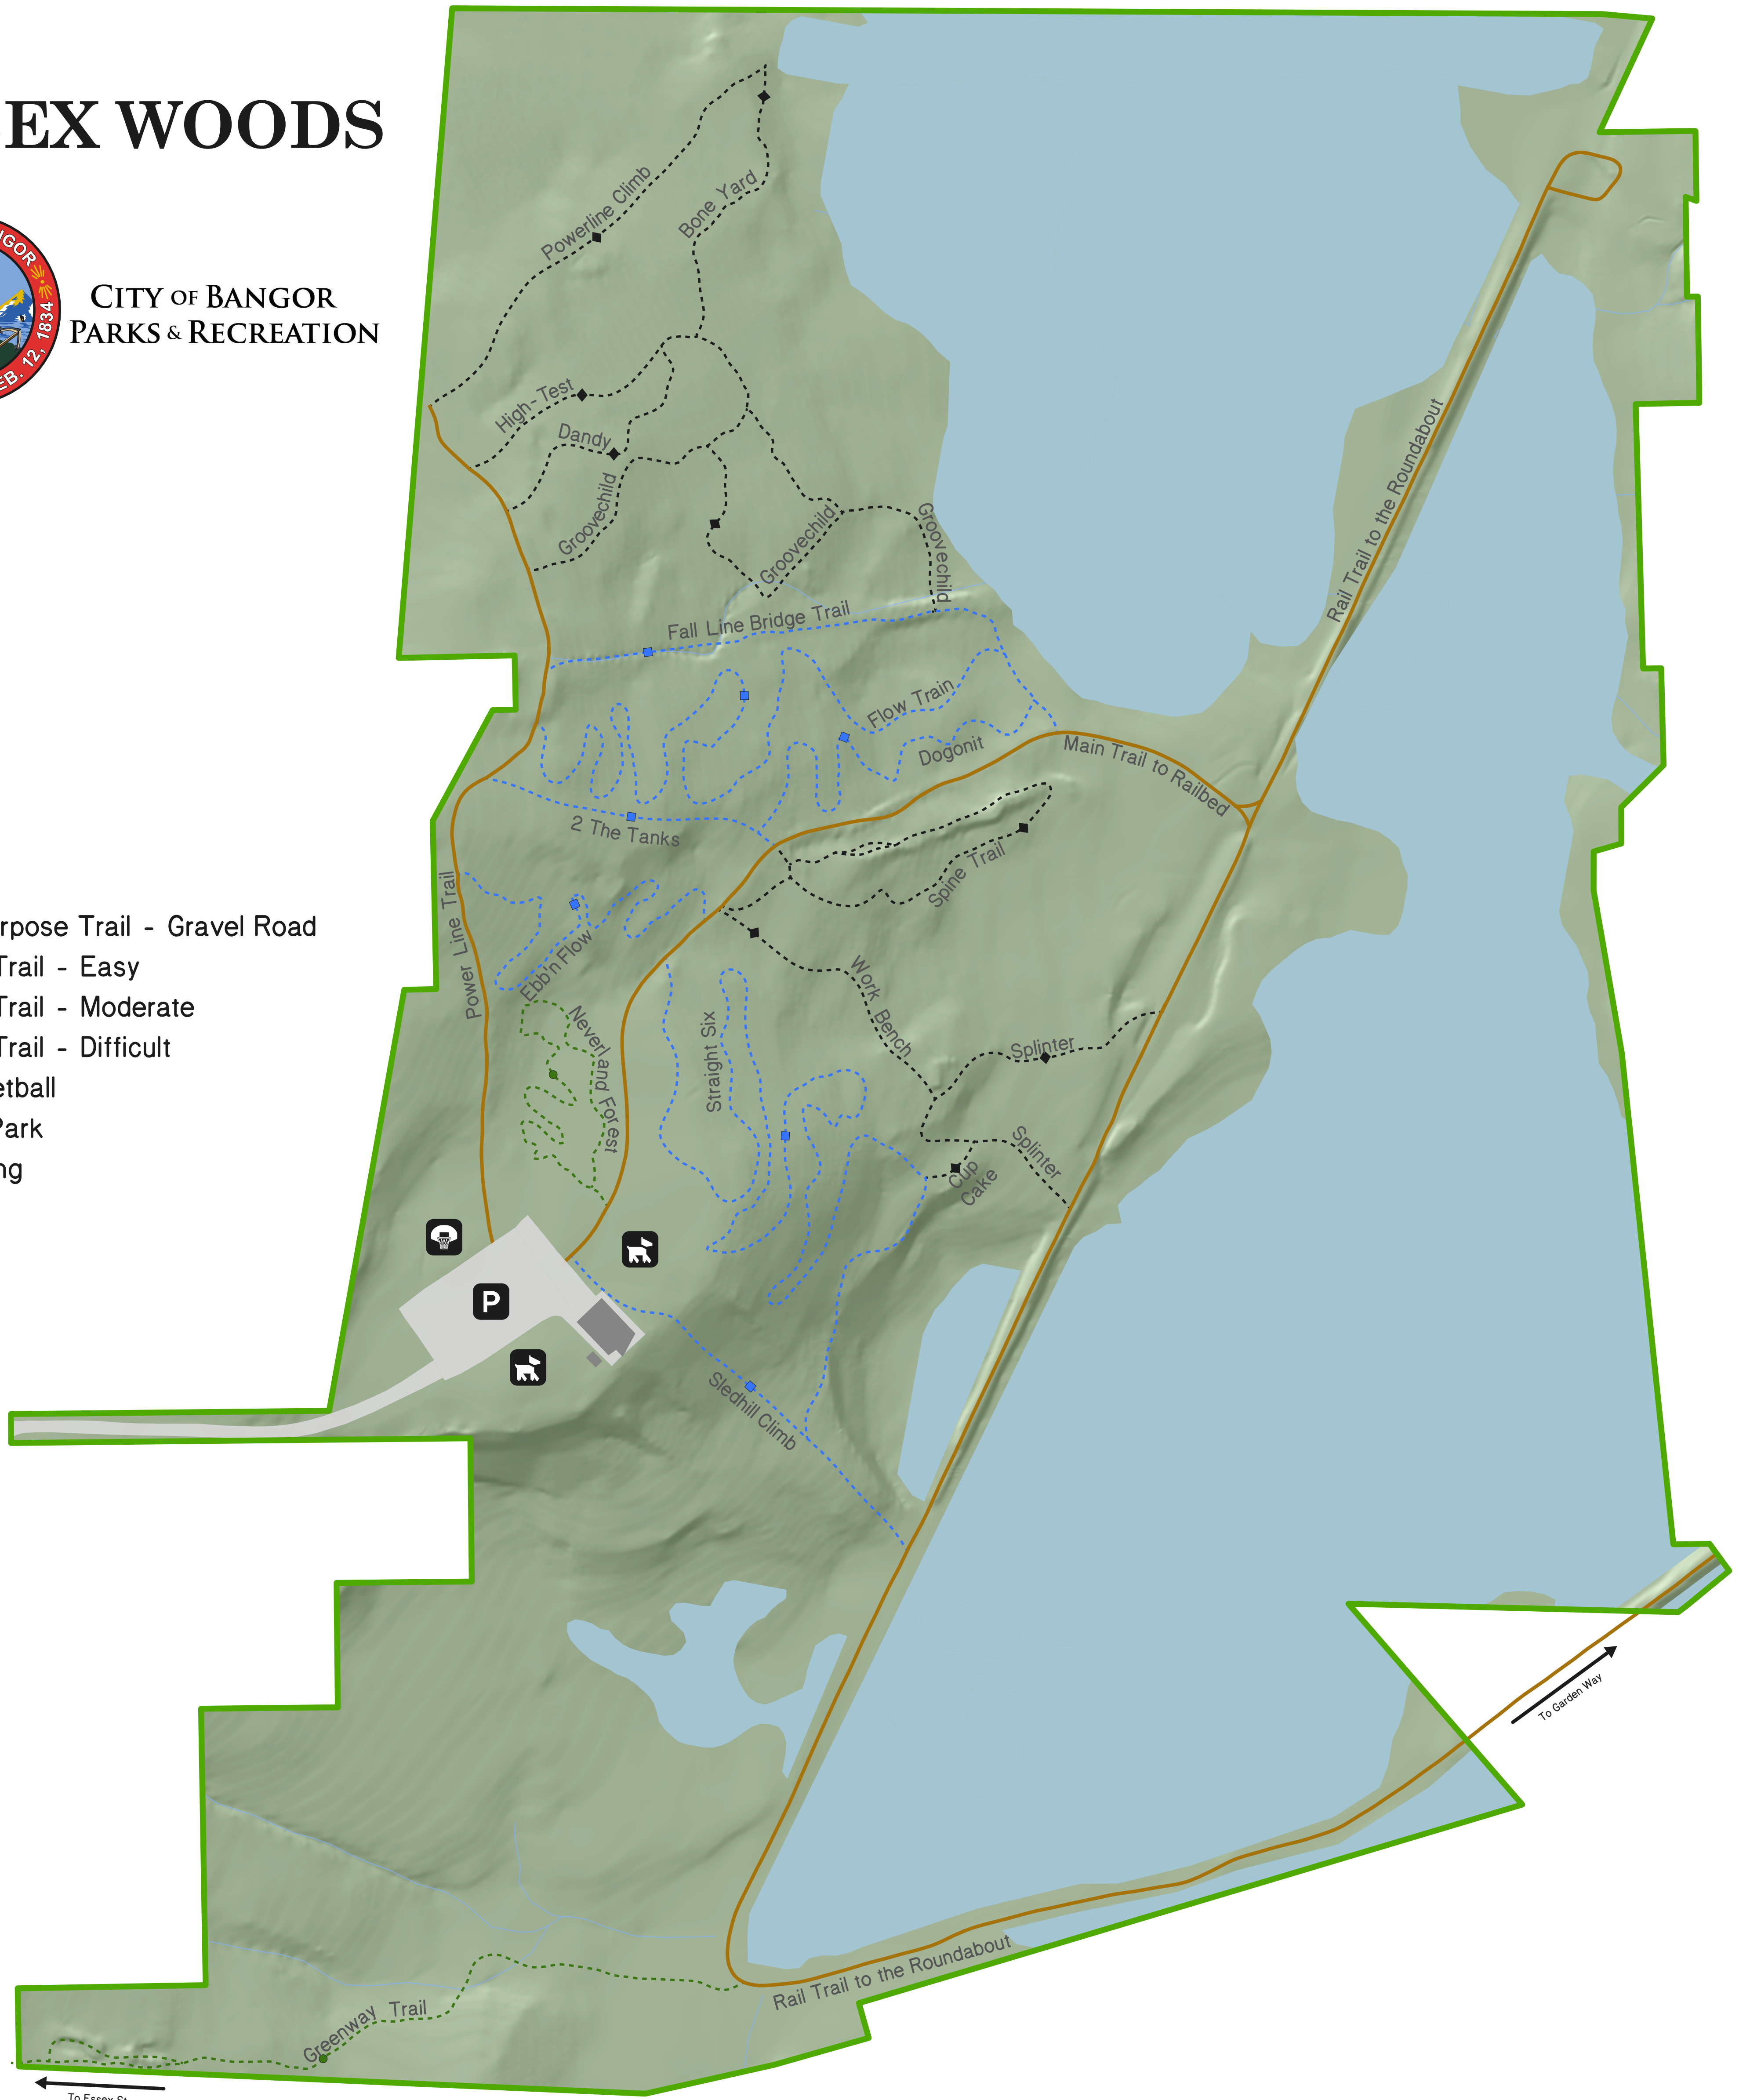 EX WOODS
NGOR
EB. 12, 1834
CITY OF BANGOR
PARKS & RECREATION
rpose Trail - Gravel Road
Trail - Easy
Trail - Moderate
Trail - Difficult
etball
Park
ng
Powerline Climb
Bone Yard
High-Test
Dandy
Groovechild
Groovechild
Groovechild
Fall Line Bridge Trail
Flow Train
Dogonit
Main Trail to Railbed
Rail Trail to the Roundabout
2 The Tanks
Spine Trail
Power Line Trail
Ebb'n Flow
Neverland Forest
Straight Six
Work Bench
Splinter
Splinter
Cup
Cake
P
Sledhill Climb
To Garden Way
Rail Trail to the Roundabout
Greenway Trail
To Essex St